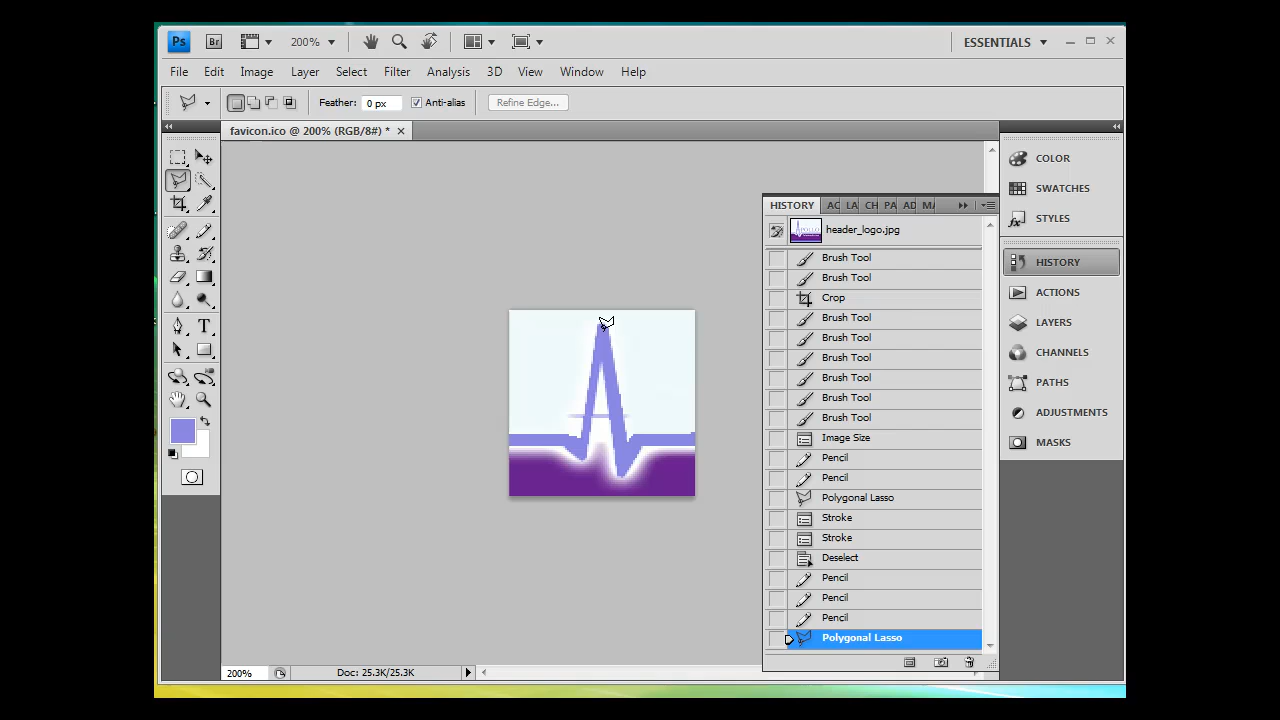 Ps Br 200% ESSENTIALS
File Edit Image Layer Select Filter Analysis 3D View Window Help
Feather: 0 px Anti-alias Refine Edge...
favicon.ico @ 200% (RGB/8#) *
COLOR
SWATCHES
STYLES
HISTORY
ACTIONS
LAYERS
CHANNELS
PATHS
ADJUSTMENTS
MASKS
HISTORY AC LA CH PA AD MA
header_logo.jpg
Brush Tool
Brush Tool
Crop
Brush Tool
Brush Tool
Brush Tool
Brush Tool
Brush Tool
Brush Tool
Image Size
Pencil
Pencil
Polygonal Lasso
Stroke
Stroke
Deselect
Pencil
Pencil
Pencil
Polygonal Lasso
200% Doc: 25.3K/25.3K